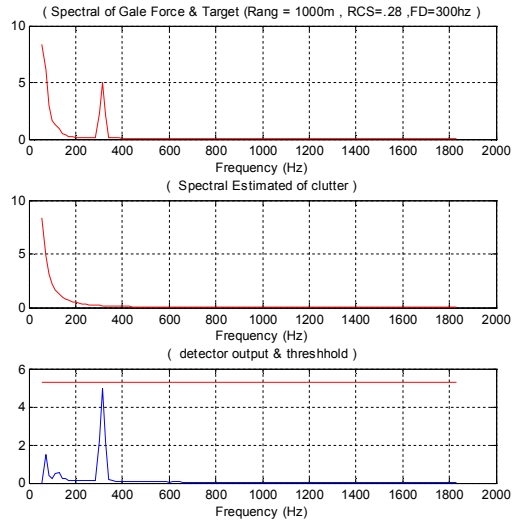 ( Spectral of Gale Force & Target (Rang = 1000m , RCS=.28 ,FD=300hz )
10
5
0
0 200 400 600 800 1000 1200 1400 1600 1800 2000
Frequency (Hz)
( Spectral Estimated of clutter )
10
5
0
0 200 400 600 800 1000 1200 1400 1600 1800 2000
Frequency (Hz)
( detector output & threshhold )
6
4
2
0
0 200 400 600 800 1000 1200 1400 1600 1800 2000
Frequency (Hz)